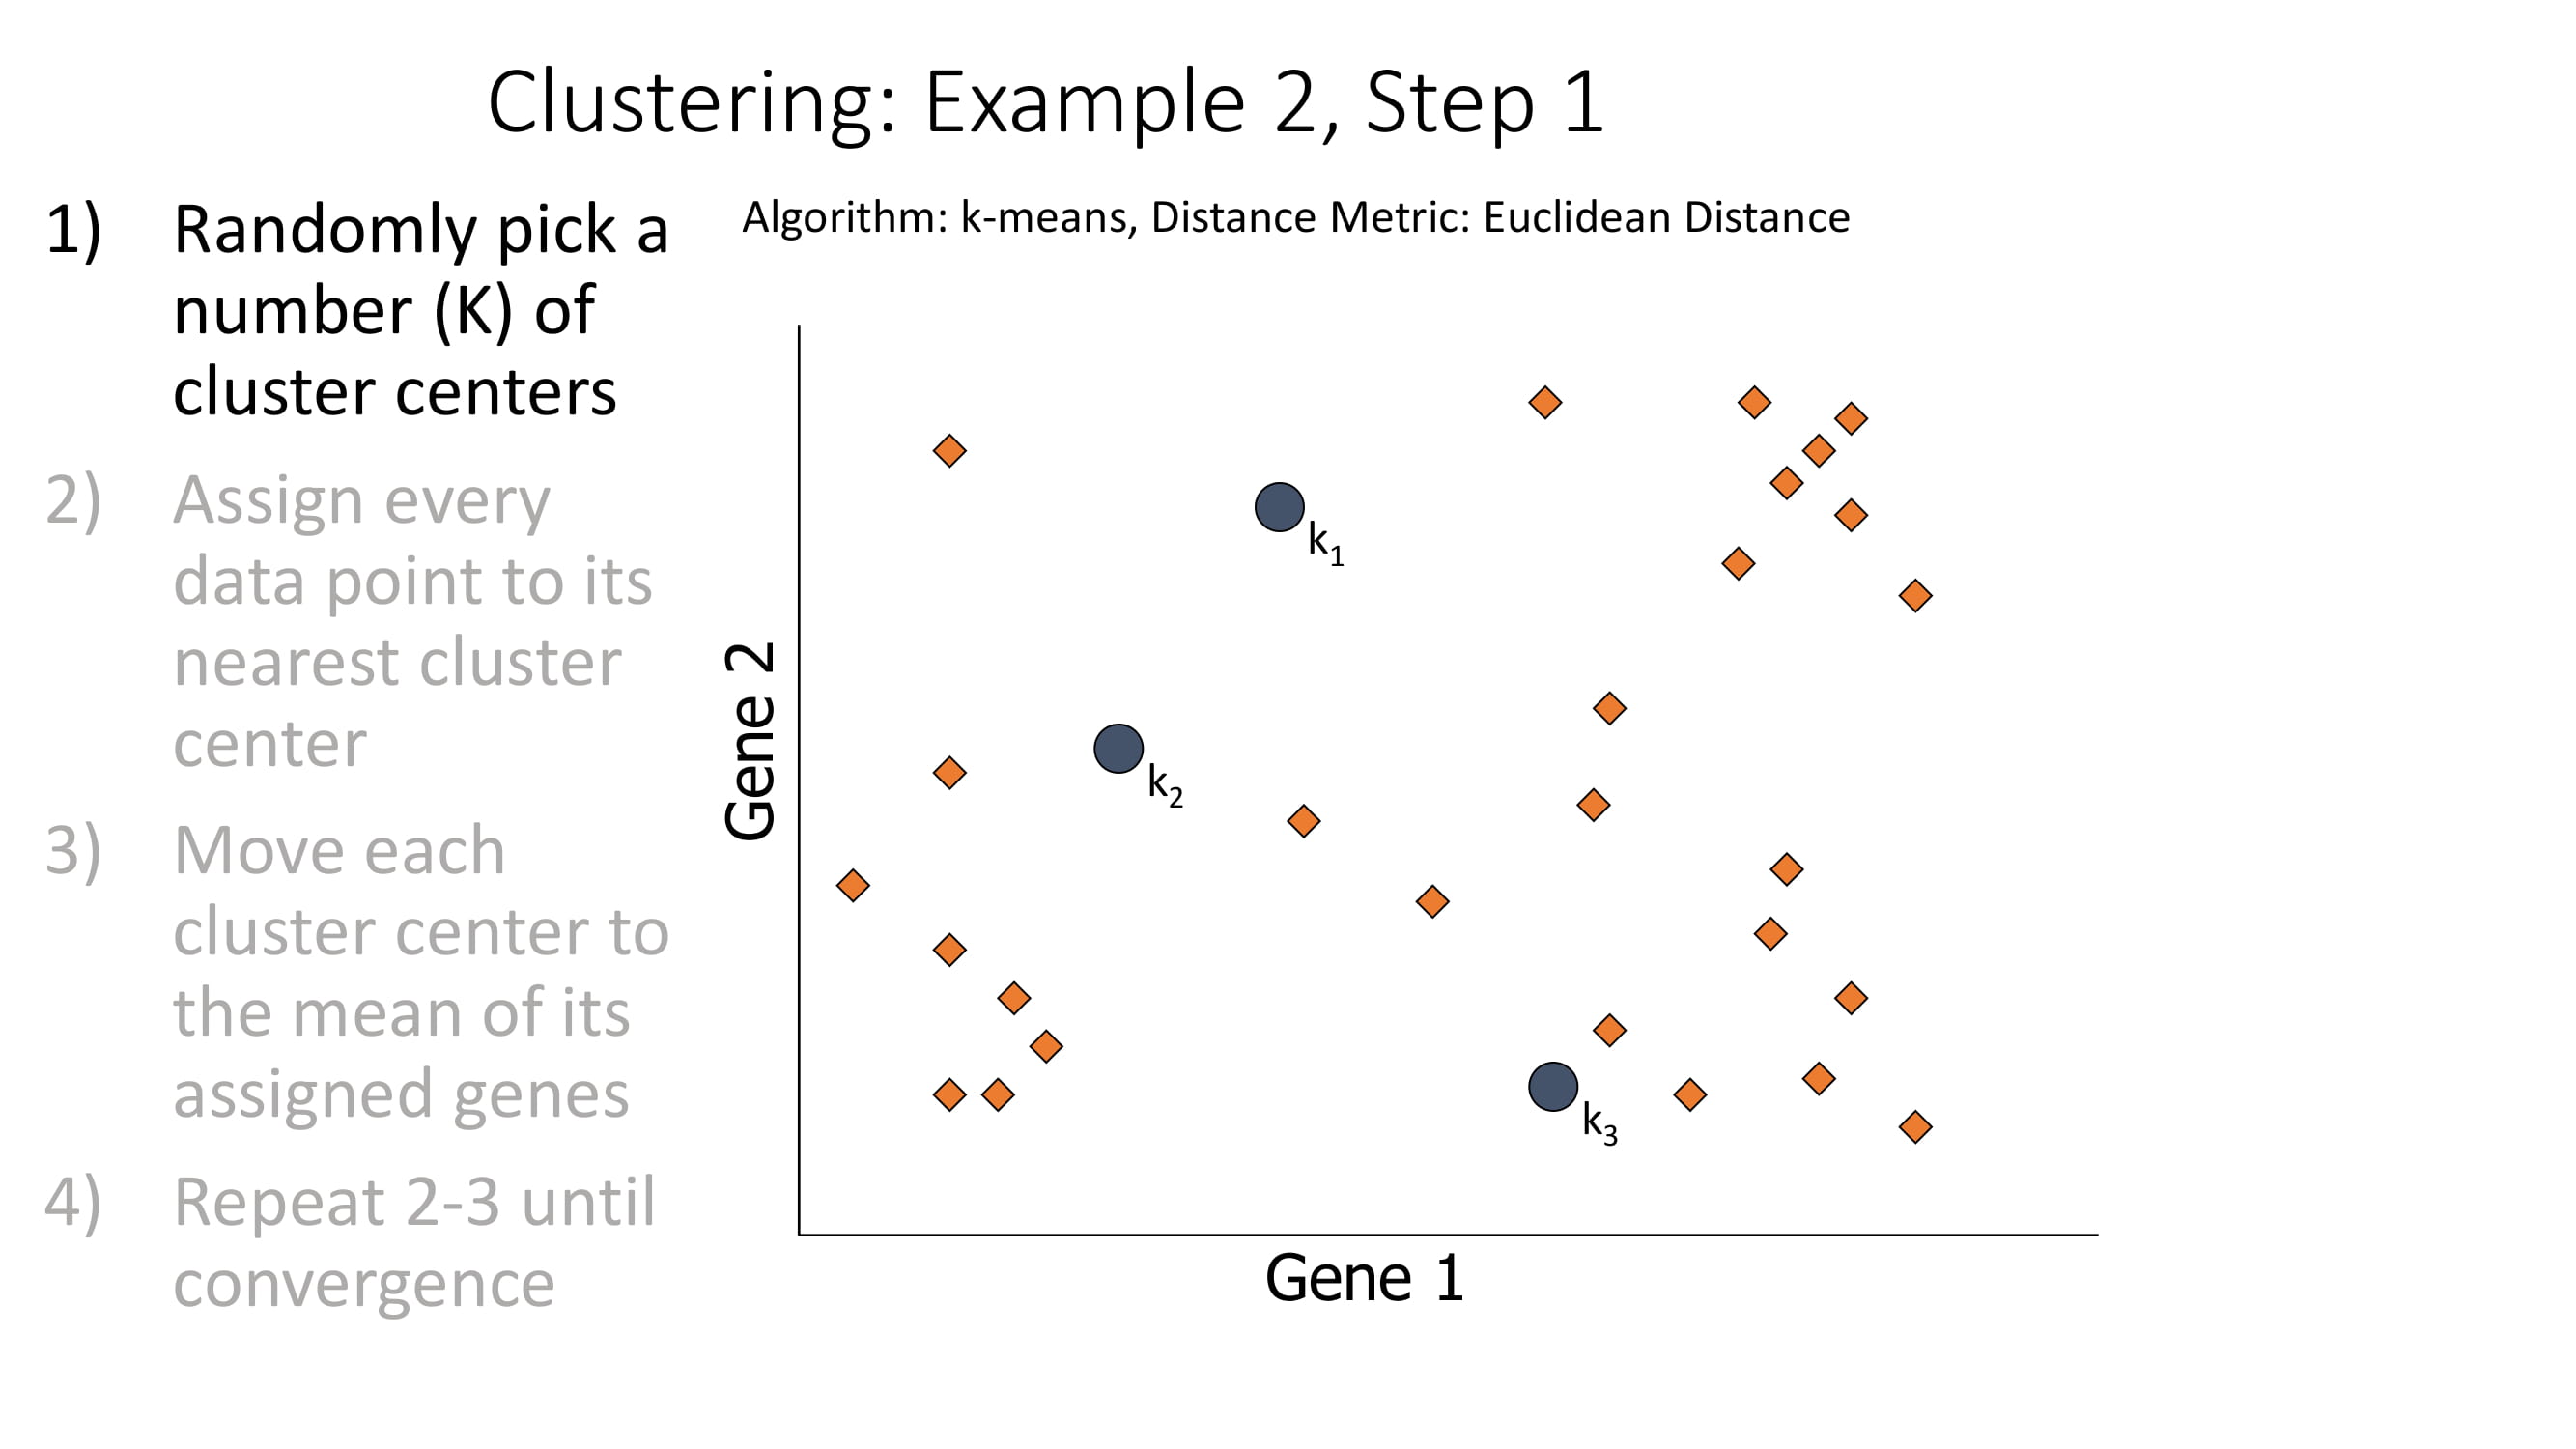 Clustering: Example 2, Step 1
1) Randomly pick a
number (K) of
cluster centers
2) Assign every
data point to its
nearest cluster
center
3) Move each
cluster center to
the mean of its
assigned genes
4) Repeat 2-3 until
convergence
Algorithm: k-means, Distance Metric: Euclidean Distance
Gene 2
k₁
k₂
k₃
Gene 1